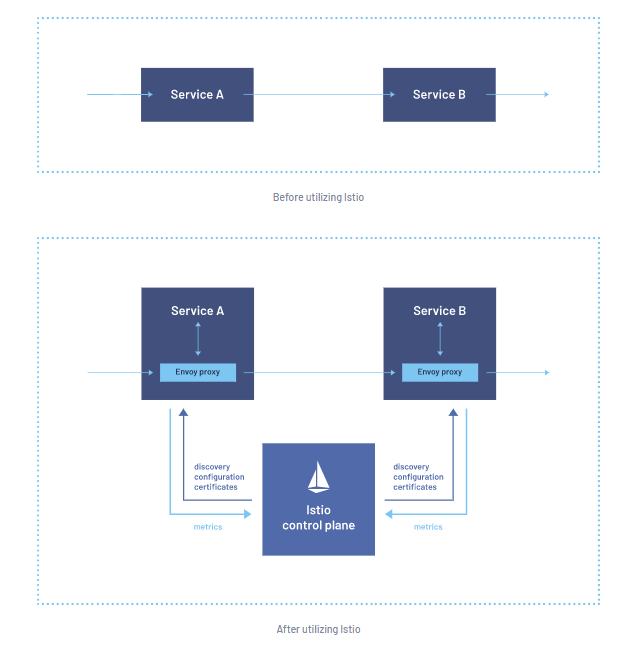 Service A
Service B
Before utilizing Istio
Service A
Service B
Envoy proxy
Envoy proxy
discovery
configuration
certificates
metrics
Istio
control plane
discovery
configuration
certificates
metrics
After utilizing Istio